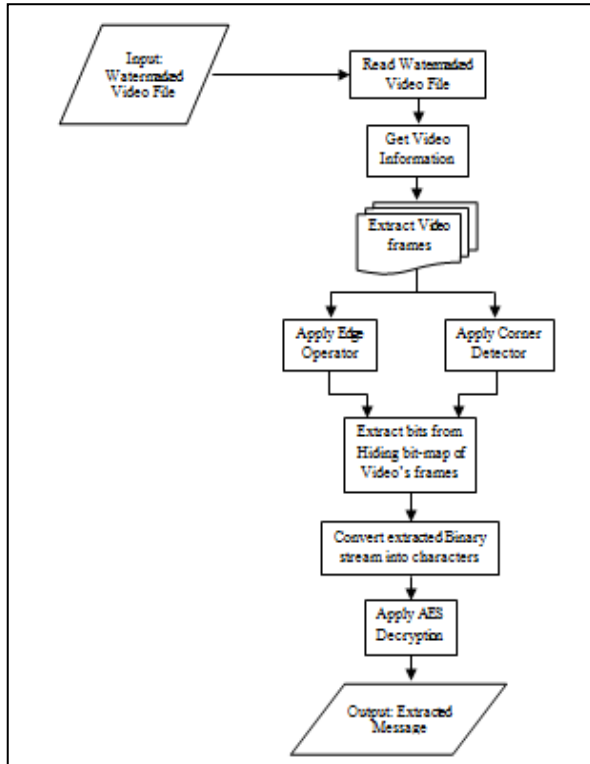 Input:
Watermarked
Video File
Read Watermarked
Video File
Get Video
Information
Extract Video
frames
Apply Edge
Operator
Apply Corner
Detector
Extract bits from
Hiding bit-map of
Video's frames
Convert extracted Binary
stream into characters
Apply AES
Decryption
Output: Extracted
Message